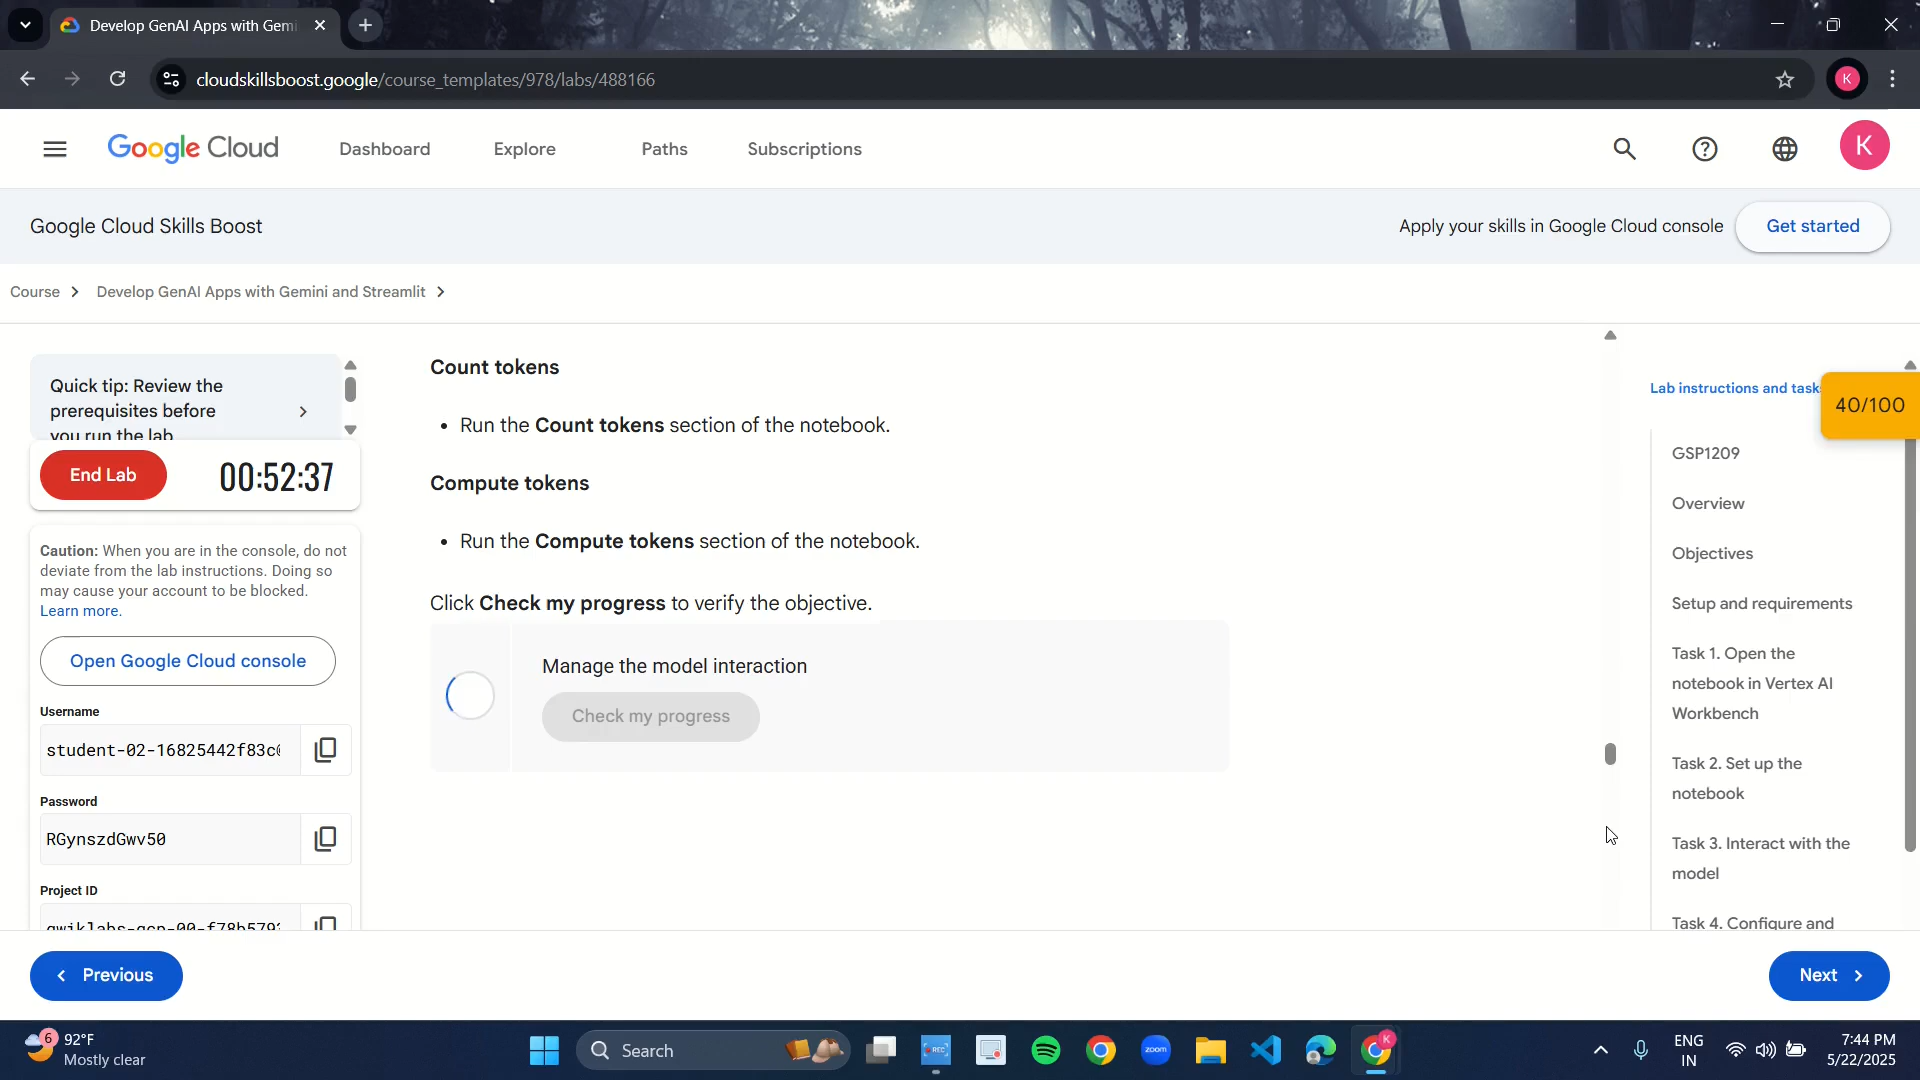 Develop GenAI Apps with Gemi
cloudskillsboost.google/course_templates/978/labs/488166
K
Google Cloud
Dashboard
Explore
Paths
Subscriptions
K
Google Cloud Skills Boost
Apply your skills in Google Cloud console
Get started
Course
Develop GenAI Apps with Gemini and Streamlit
Quick tip: Review the
prerequisites before
you run the lab
End Lab
00:52:37
Caution: When you are in the console, do not
deviate from the lab instructions. Doing so
may cause your account to be blocked.
Learn more.
Open Google Cloud console
Username
student-02-16825442f83c
Password
RGynszdGwv50
Project ID
Count tokens
• Run the Count tokens section of the notebook.
Compute tokens
• Run the Compute tokens section of the notebook.
Click Check my progress to verify the objective.
Manage the model interaction
Check my progress
Lab instructions and task
40/100
GSP1209
Overview
Objectives
Setup and requirements
Task 1. Open the
notebook in Vertex AI
Workbench
Task 2. Set up the
notebook
Task 3. Interact with the
model
Task 4. Configure and
Previous
Next
6
92°F
Mostly clear
Search
REC
zoom
K
ENG
IN
7:44 PM
5/22/2025